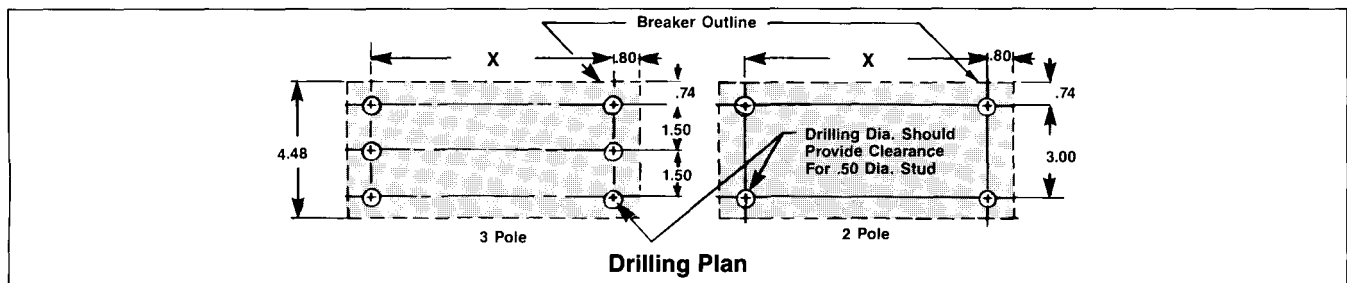 Breaker Outline
X
.80
X
.80
.74
.74
1.50
4.48
Drilling Dia. Should
Provide Clearance
For .50 Dia. Stud
3.00
1.50
3 Pole
2 Pole
Drilling Plan